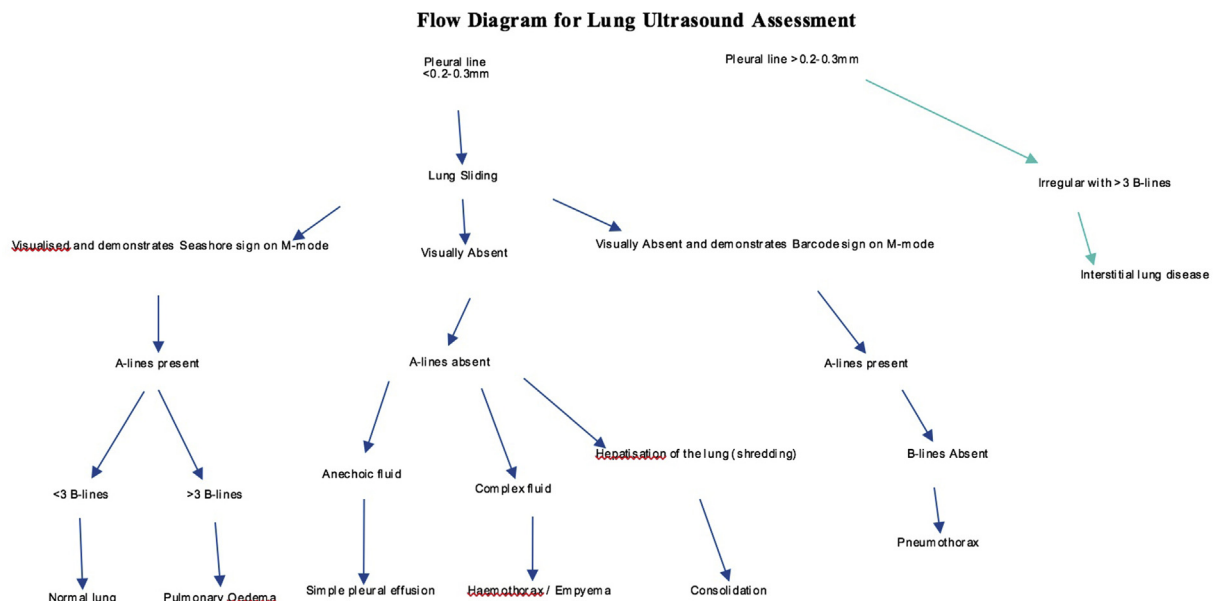 Flow Diagram for Lung Ultrasound Assessment
Pleural line
<0.2-0.3mm
Pleural line >0.2-0.3mm
Lung Sliding
Irregular with >3 B-lines
Visualised and demonstrates Seashore sign on M-mode
Visually Absent
Visually Absent and demonstrates Barcode sign on M-mode
Interstitial lung disease
A-lines present
A-lines absent
A-lines present
Hepatisation of the lung (shredding)
B-lines Absent
Anechoic fluid
<3 B-lines
>3 B-lines
Complex fluid
Pneumothorax
Normal lung
Pulmonary Oedema
Simple pleural effusion
Haemothorax / Empyema
Consolidation